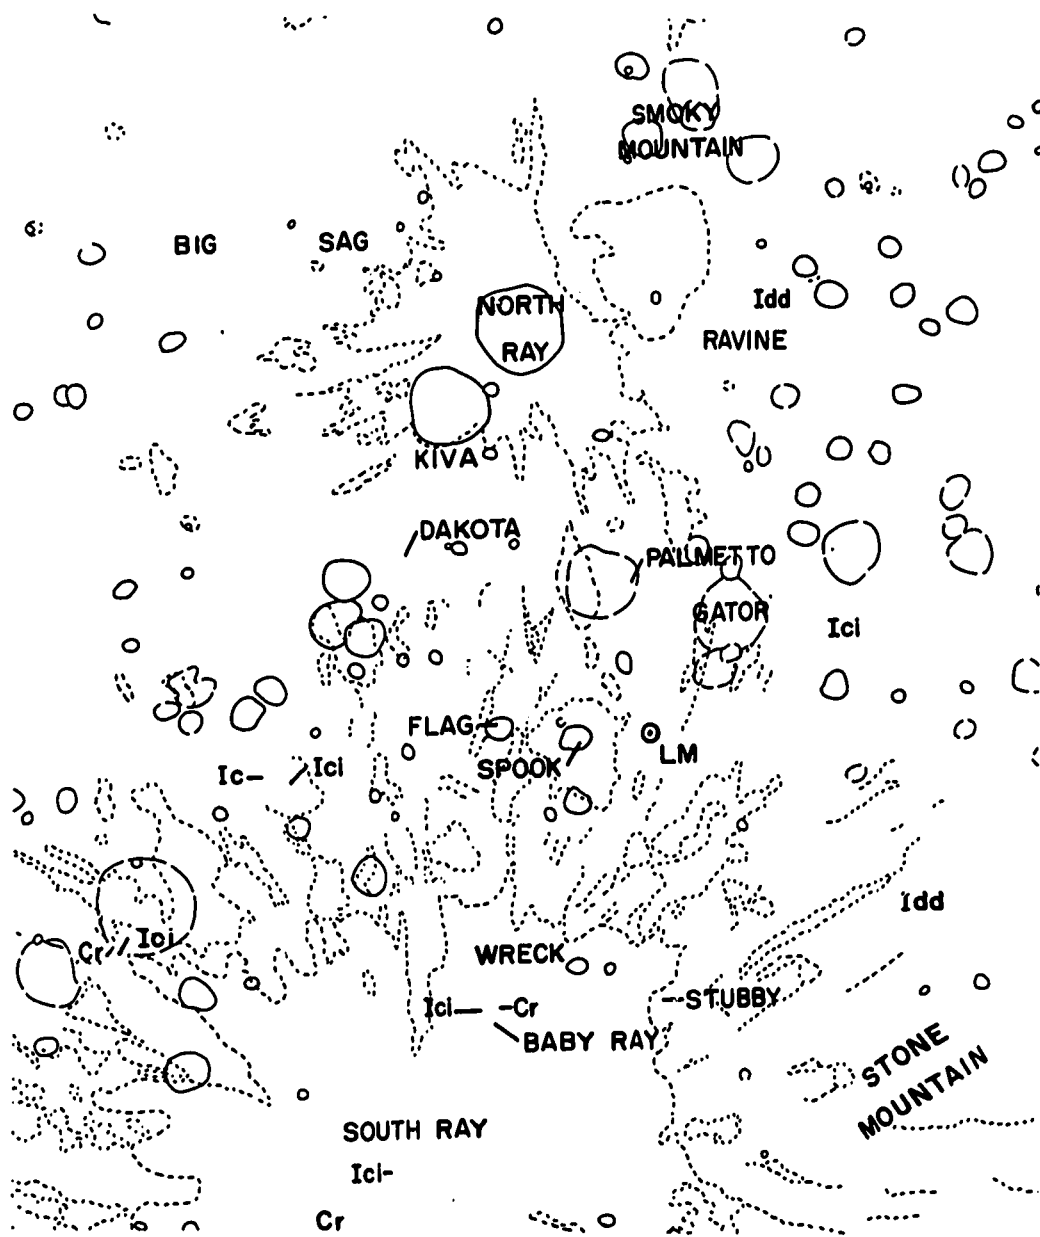 SMOKY
MOUNTAIN
BIG SAG
NORTH
RAY
Idd
RAVINE
KIVA
DAKOTA
PALMETTO
GATOR
Ici
FLAG
SPOOK
LM
Ic
Ici
Idd
Cr
Ici
WRECK
Ici
Cr
STUBBY
BABY RAY
STONE
MOUNTAIN
SOUTH RAY
Ici
Cr